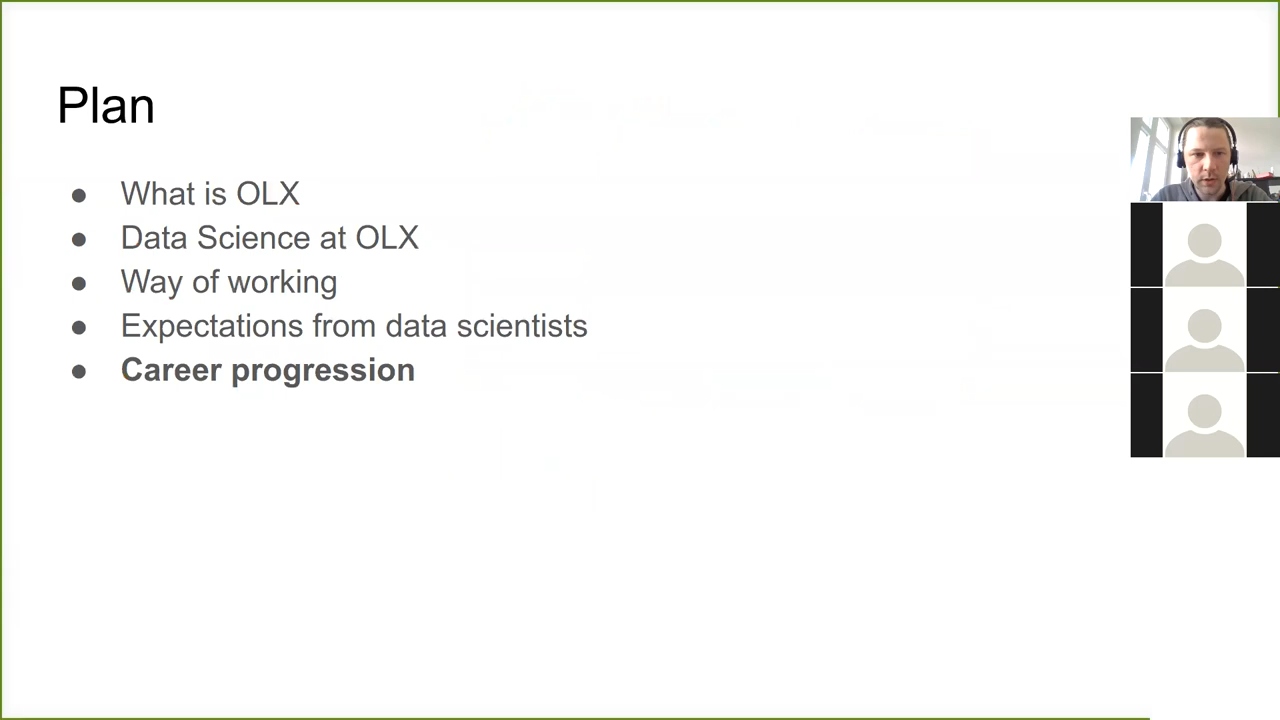 Plan
● What is OLX
● Data Science at OLX
● Way of working
● Expectations from data scientists
● Career progression